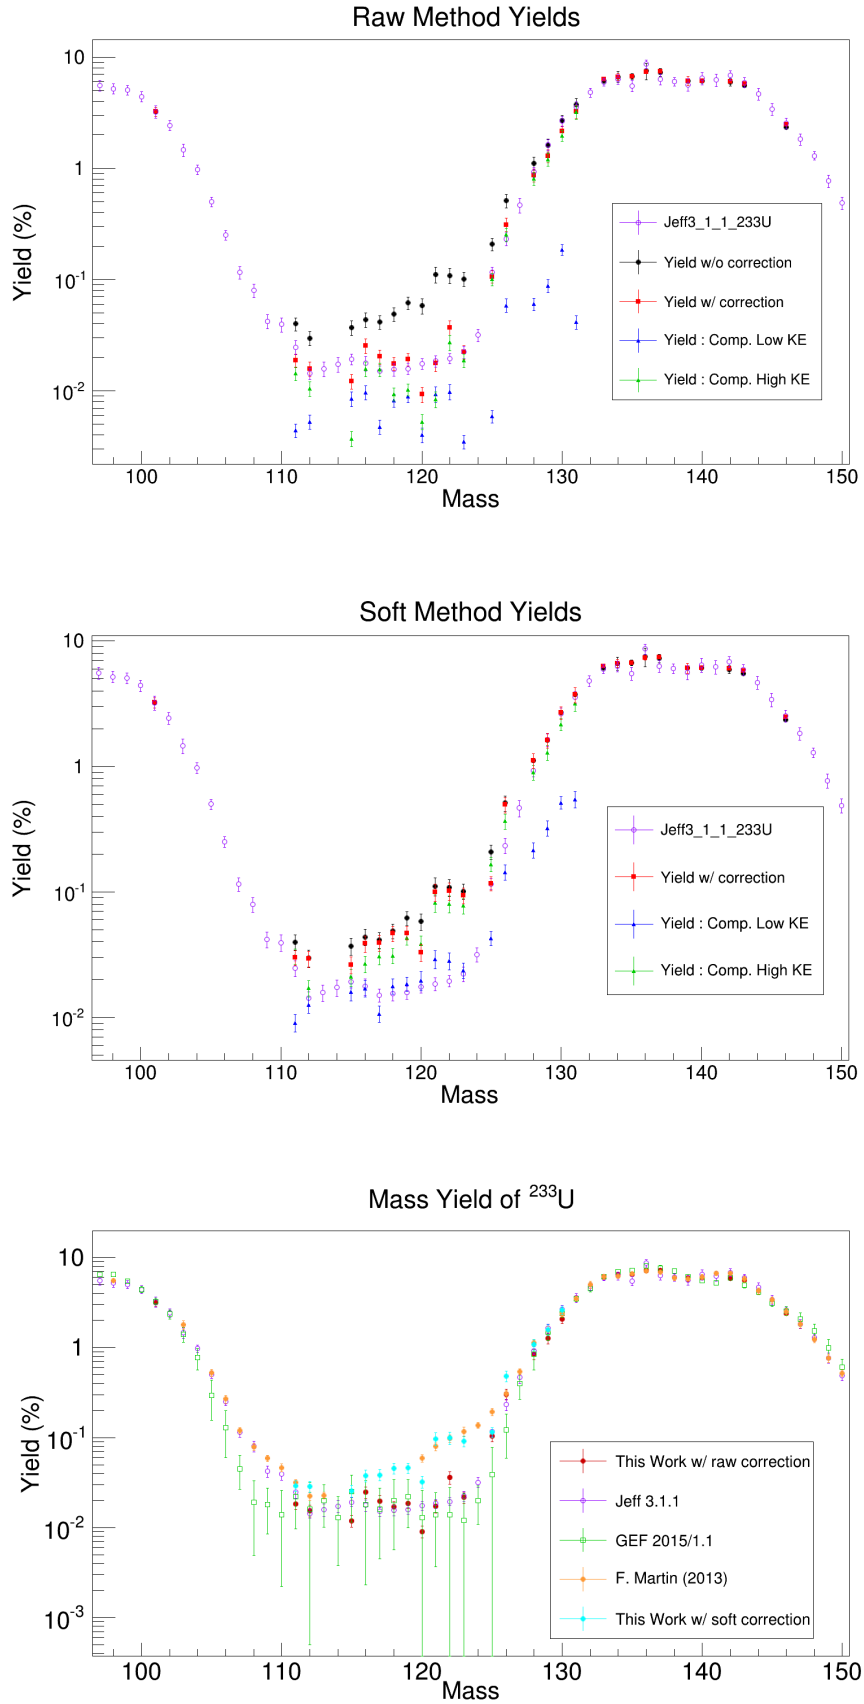 Raw Method Yields
Yield (%)
10
1
10⁻¹
10⁻²
Jeff3_1_1_233U
Yield w/o correction
Yield w/ correction
Yield : Comp. Low KE
Yield : Comp. High KE
100 110 120 130 140 150
Mass
Soft Method Yields
Yield (%)
10
1
10⁻¹
10⁻²
Jeff3_1_1_233U
Yield w/ correction
Yield : Comp. Low KE
Yield : Comp. High KE
100 110 120 130 140 150
Mass
Mass Yield of ²³³U
Yield (%)
10
1
10⁻¹
10⁻²
10⁻³
This Work w/ raw correction
Jeff 3.1.1
GEF 2015/1.1
F. Martin (2013)
This Work w/ soft correction
100 110 120 130 140 150
Mass